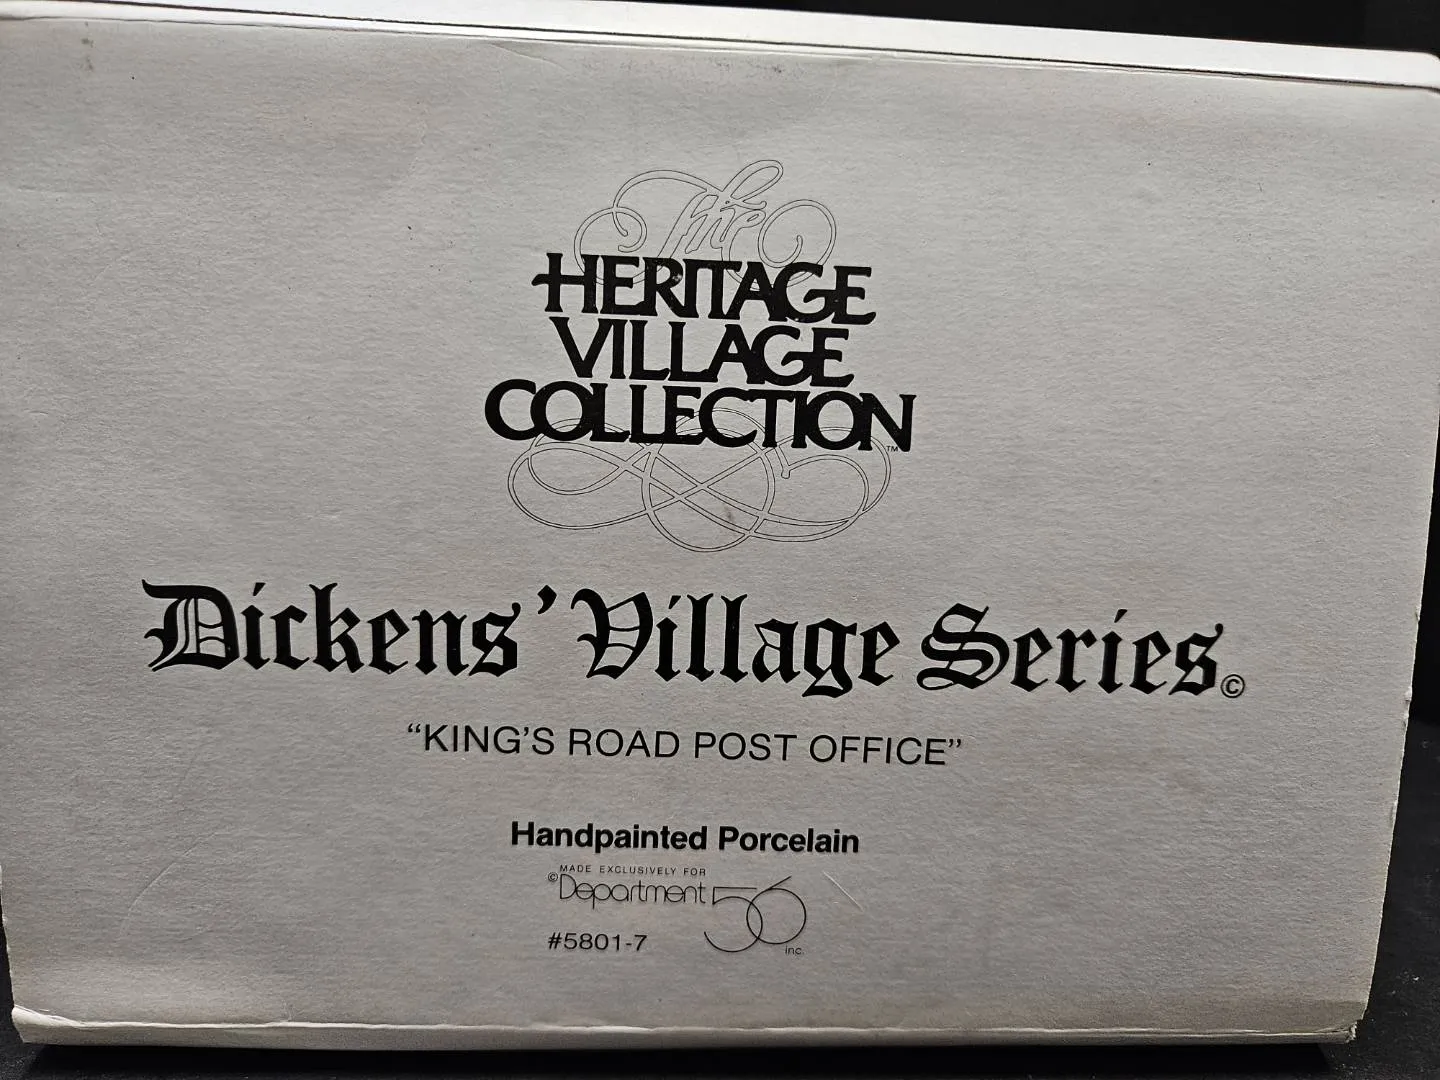 The
HERITAGE
VILLAGE
COLLECTION™
Dickens' Village Series©
“KING'S ROAD POST OFFICE”
Handpainted Porcelain
MADE EXCLUSIVELY FOR
©Department 56 inc.
#5801-7